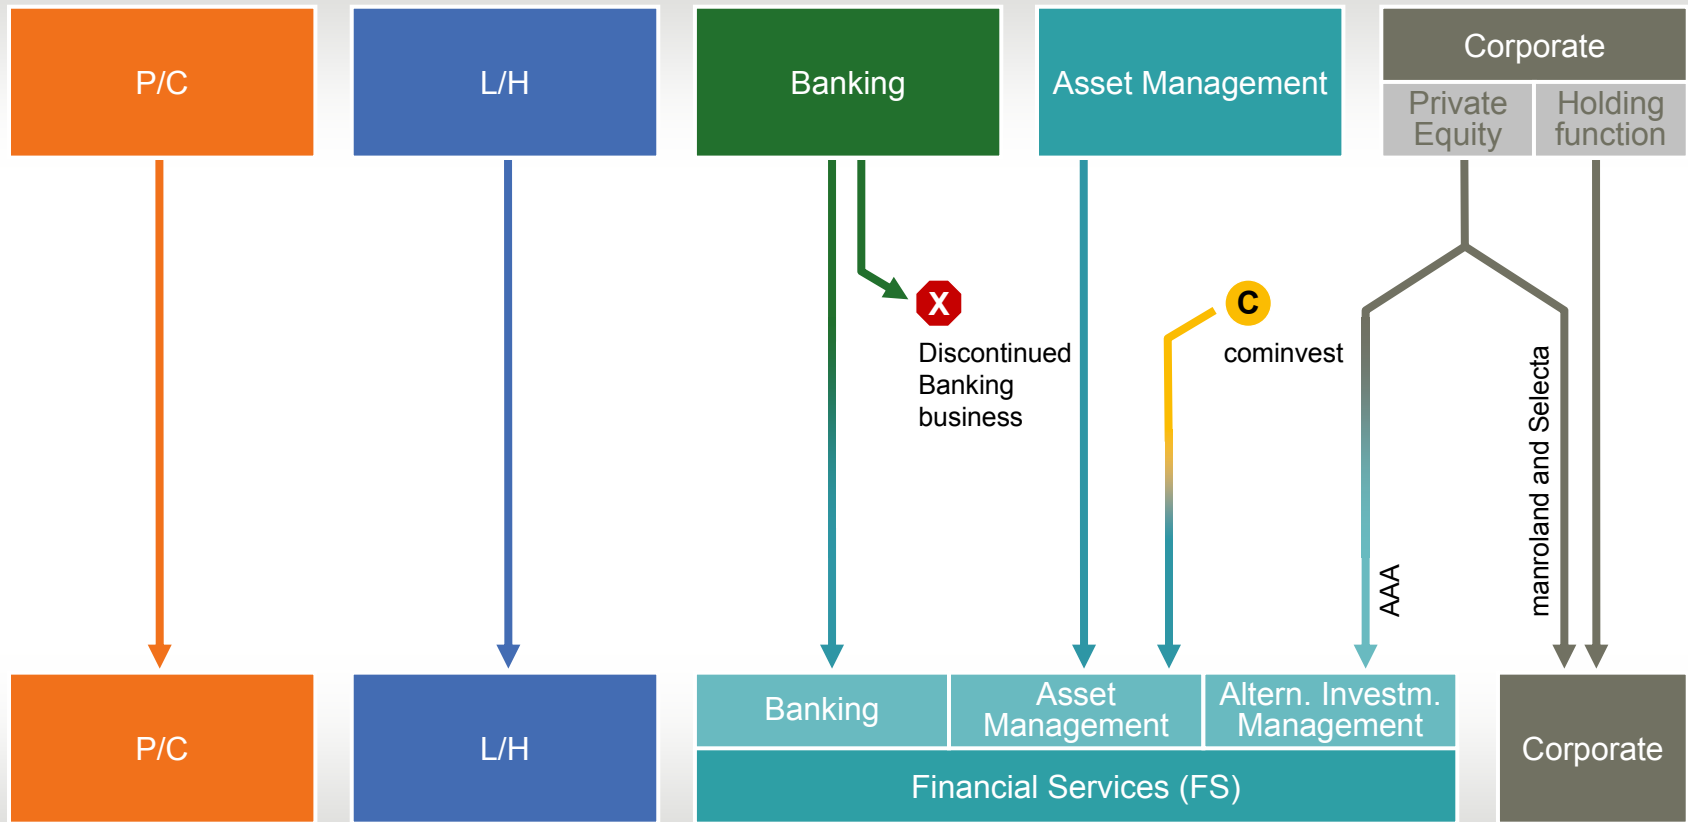 P/C
L/H
Banking
Asset Management
Corporate
Private
Equity
Holding
function
X
Discontinued
Banking
business
C
cominvest
AAA
manroland and Selecta
P/C
L/H
Banking
Asset
Management
Altern. Investm.
Management
Financial Services (FS)
Corporate